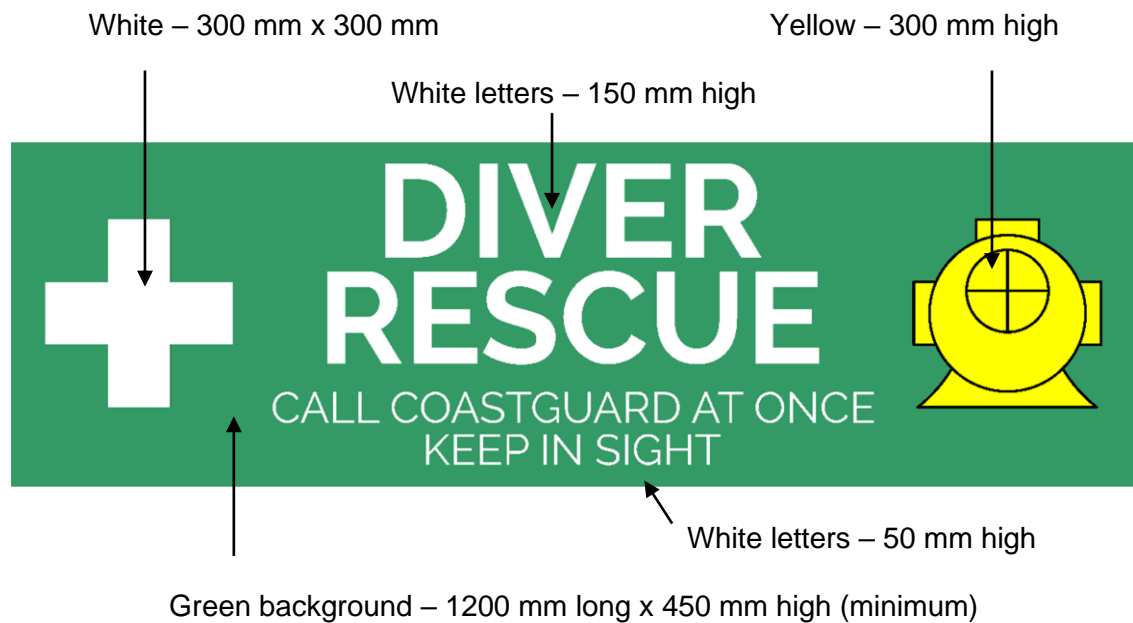 White – 300 mm x 300 mm
Yellow – 300 mm high
White letters – 150 mm high
DIVER
RESCUE
CALL COASTGUARD AT ONCE
KEEP IN SIGHT
White letters – 50 mm high
Green background – 1200 mm long x 450 mm high (minimum)